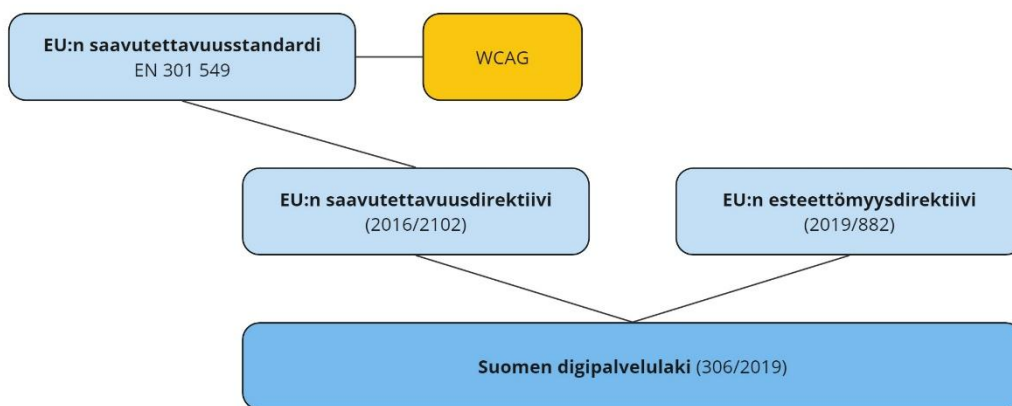 EU:n saavutettavuusstandardi
EN 301 549
WCAG
EU:n saavutettavuusdirektiivi
(2016/2102)
EU:n esteettömyysdirektiivi
(2019/882)
Suomen digipalvelulaki (306/2019)